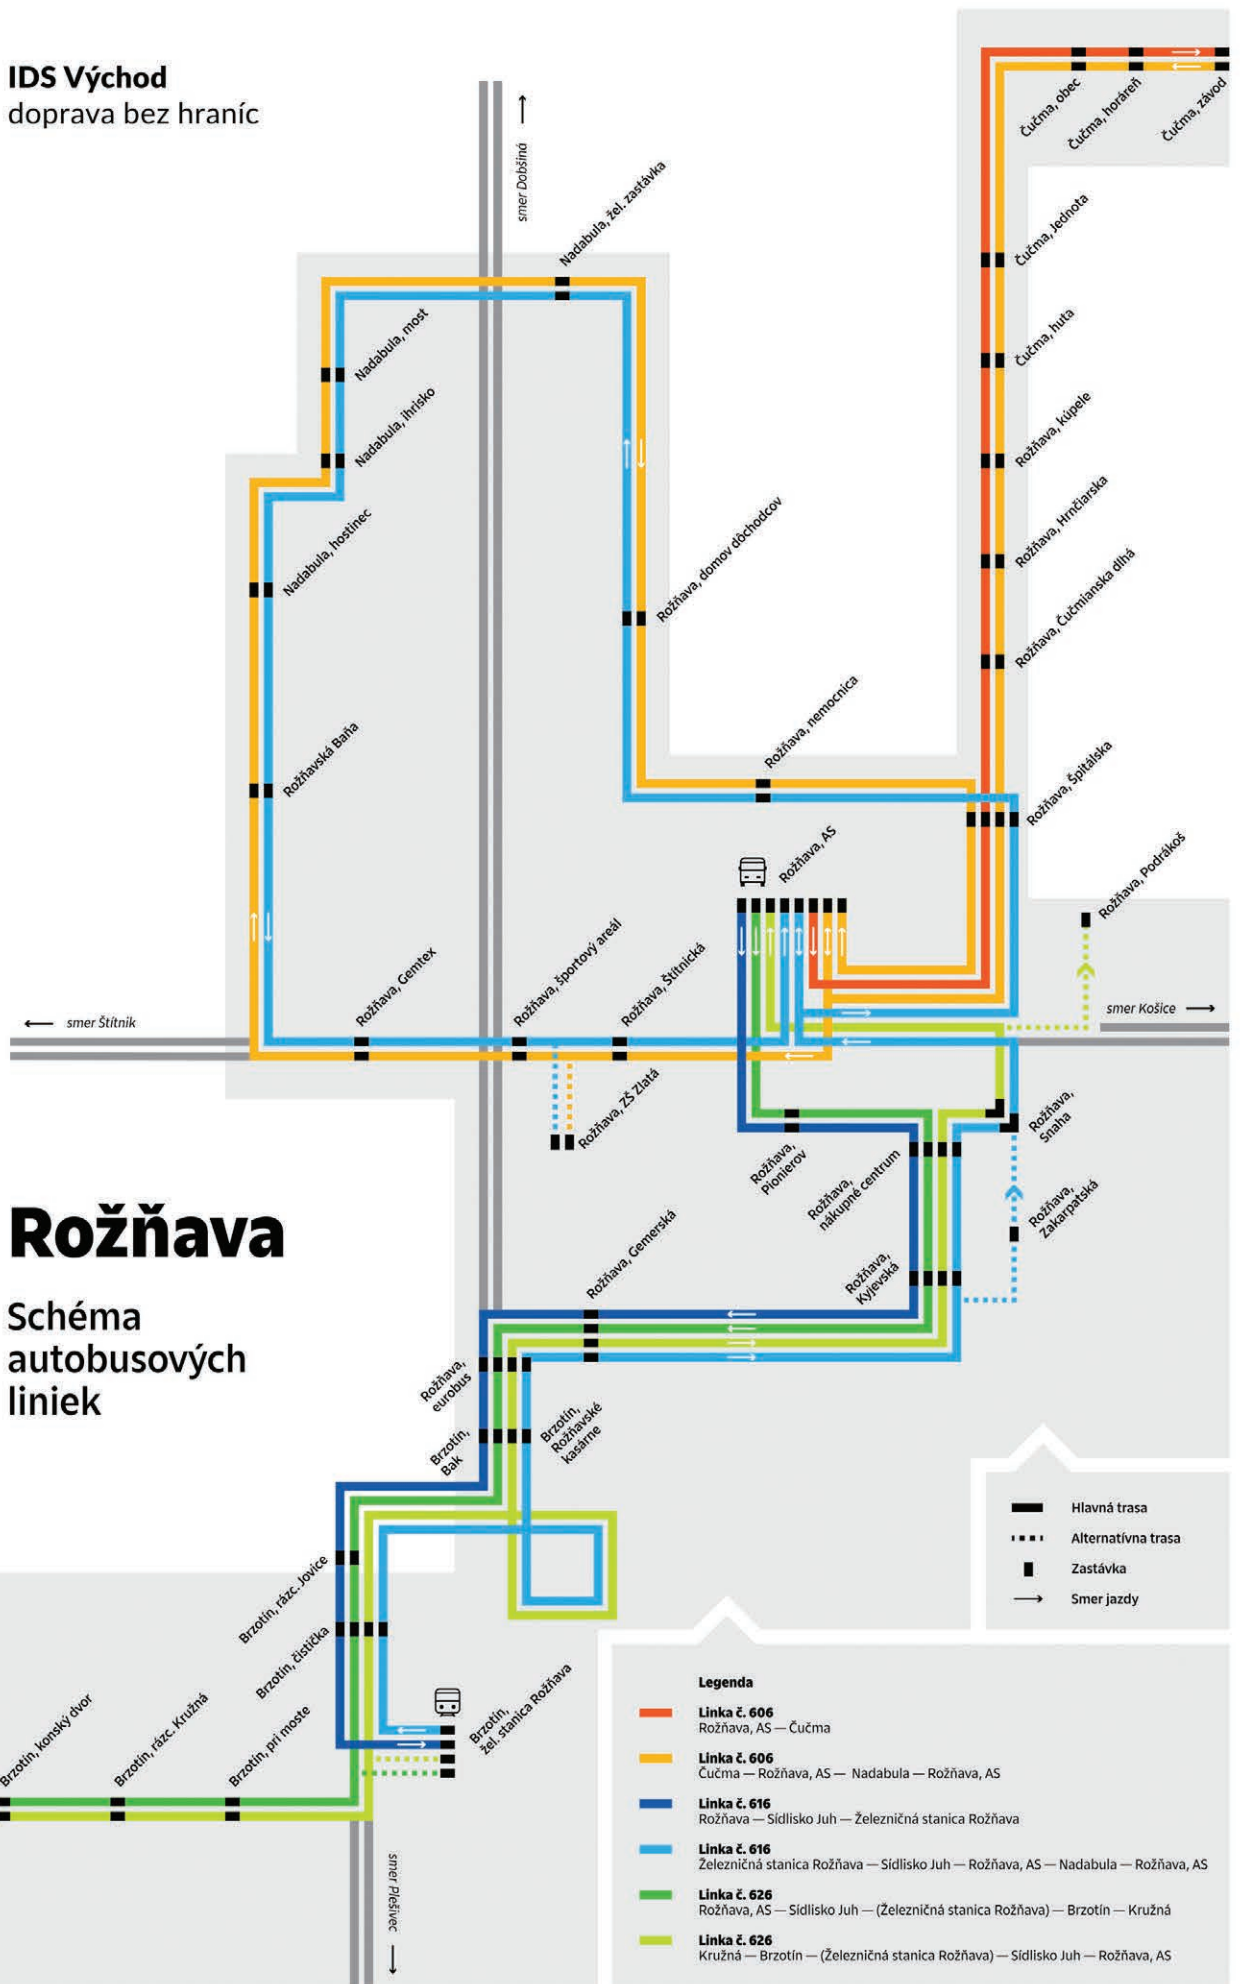 IDS Východ
doprava bez hraníc
smer Dobšiná
Čučma, obec
Čučma, horáreň
Čučma, závod
Nadabula, žel. zastávka
Čučma, Jednota
Nadabula, most
Čučma, huta
Nadabula, ihrisko
Rožňava, kúpele
Nadabula, hostinec
Rožňava, Hrnčiarska
Rožňava, domov dôchodcov
Rožňava, Čučmianska dlhá
Rožňavská Baňa
Rožňava, nemocnica
Rožňava, Špitálska
Rožňava, AS
Rožňava, Podrákoš
Rožňava, Gemtex
Rožňava, športový areál
Rožňava, Štítnická
smer Štítnik
smer Košice
Rožňava, ZŠ Zlatá
Rožňava,
Snaha
Rožňava,
Pionierov
Rožňava,
nákupné centrum
Rožňava,
Zakarpatská
Rožňava
Schéma
autobusových
liniek
Rožňava, Gemerská
Rožňava,
Kyjevská
Rožňava,
eurobus
Brzotín,
Bak
Brzotín,
Rožňavské
kasárne
Hlavná trasa
Alternatívna trasa
Zastávka
Smer jazdy
Brzotín, rázc. Jovice
Brzotín, čistička
Brzotín,
žel. stanica Rožňava
Brzotín, konský dvor
Brzotín, rázc. Kružná
Brzotín, pri moste
smer Plešivec
Legenda
Linka č. 606
Rožňava, AS — Čučma
Linka č. 606
Čučma — Rožňava, AS — Nadabula — Rožňava, AS
Linka č. 616
Rožňava — Sídlisko Juh — Železničná stanica Rožňava
Linka č. 616
Železničná stanica Rožňava — Sídlisko Juh — Rožňava, AS — Nadabula — Rožňava, AS
Linka č. 626
Rožňava, AS — Sídlisko Juh — (Železničná stanica Rožňava) — Brzotín — Kružná
Linka č. 626
Kružná — Brzotín — (Železničná stanica Rožňava) — Sídlisko Juh — Rožňava, AS